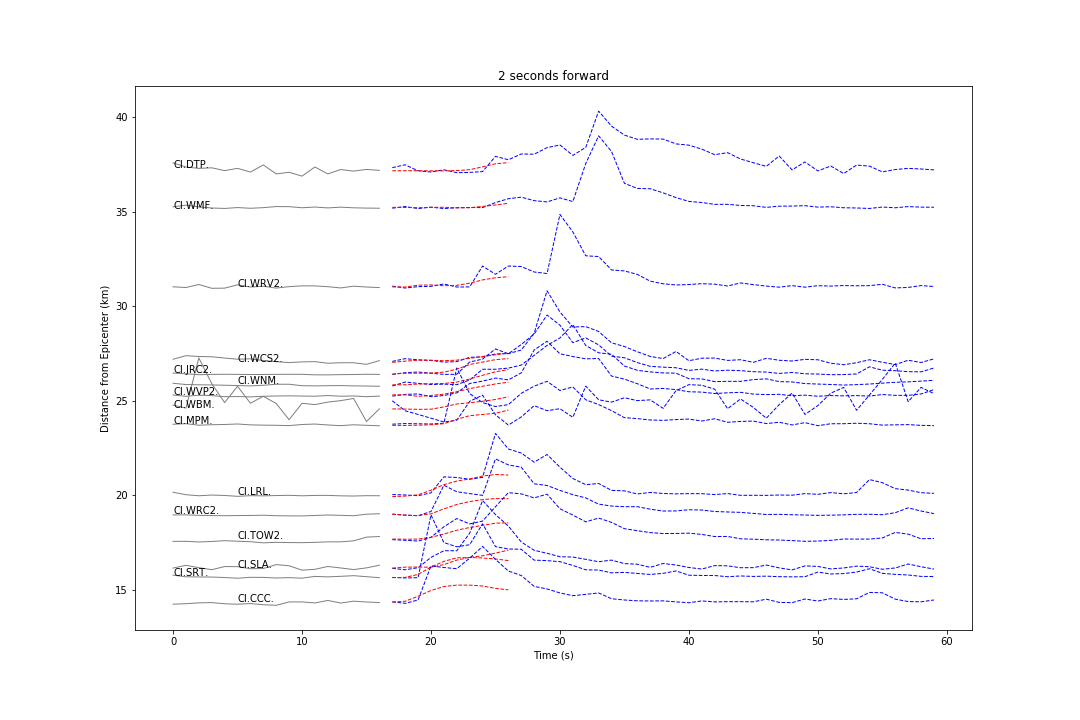 2 seconds forward
Distance from Epicenter (km)
40
35
30
25
20
15
CI.DTP.
CI.WMF.
CI.WRV2.
CI.WCS2.
CI.JRC2.
CI.WNM.
CI.WVP2.
CI.WBM.
CI.MPM.
CI.LRL.
CI.WRC2.
CI.TOW2.
CI.SLA.
CI.SRT.
CI.CCC.
0 10 20 30 40 50 60
Time (s)